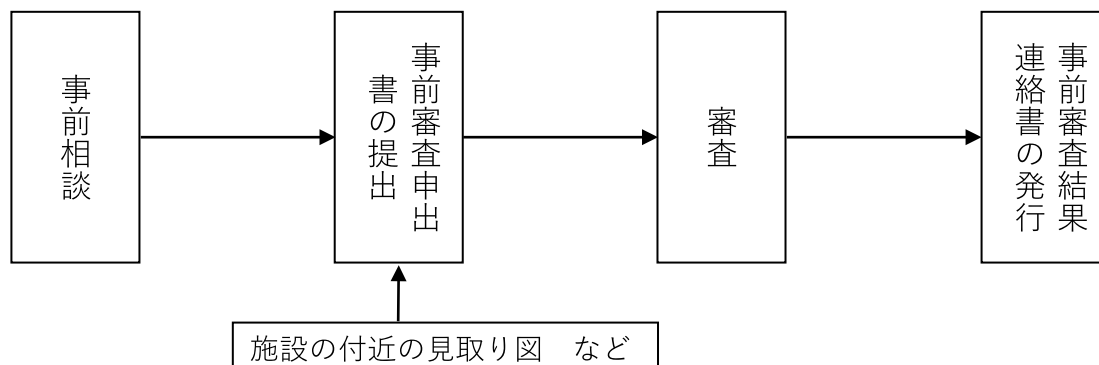 事前相談
事前審査申出
書の提出
審査
事前審査結果
連絡書の発行
施設の付近の見取り図　など